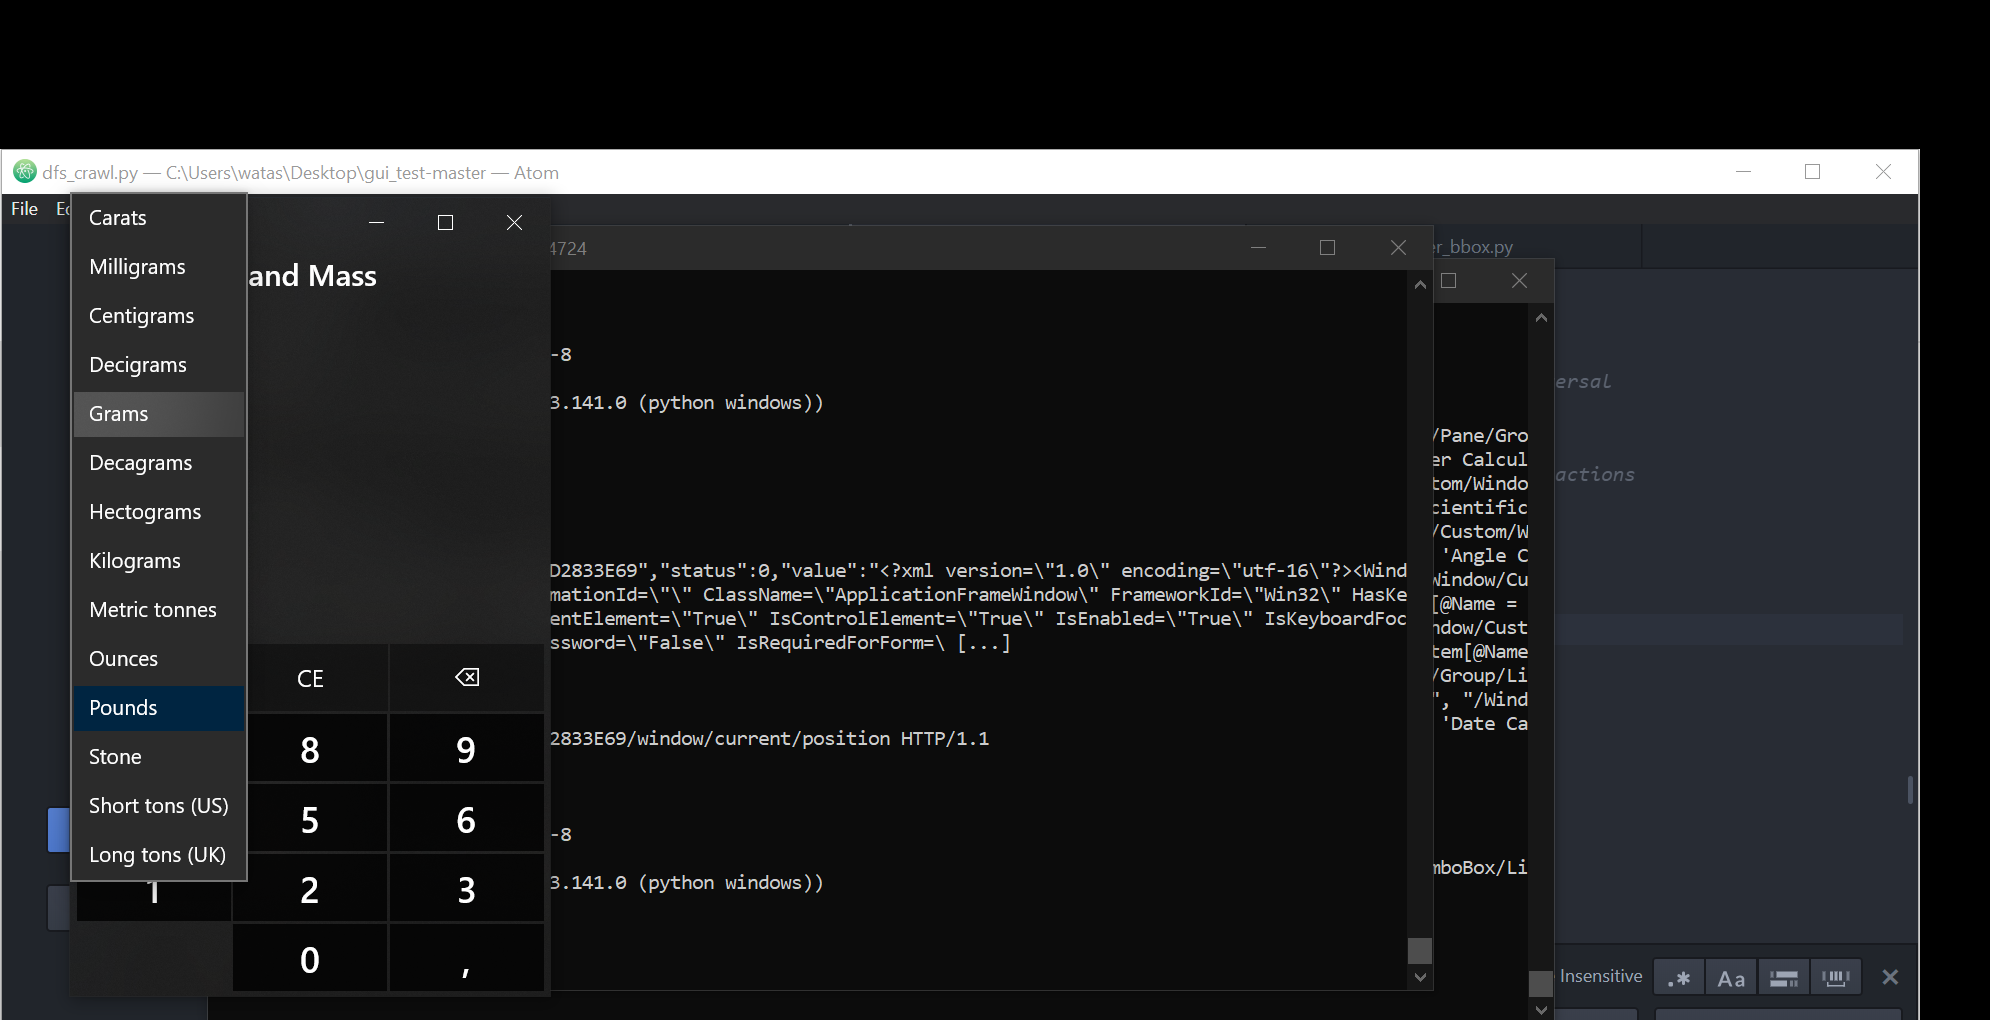 dfs_crawl.py — C:\Users\watas\Desktop\gui_test-master — Atom
File
Carats
Milligrams
Centigrams
Decigrams
Grams
Decagrams
Hectograms
Kilograms
Metric tonnes
Ounces
Pounds
Stone
Short tons (US)
Long tons (UK)
and Mass
CE
8
9
5
6
1
2
3
0
,
4724
-8
3.141.0 (python windows))
D2833E69","status":0,"value":"<?xml version=\"1.0\" encoding=\"utf-16\"?><Wind
mationId=\"\" ClassName=\"ApplicationFrameWindow\" FrameworkId=\"Win32\" HasKe
entElement=\"True\" IsControlElement=\"True\" IsEnabled=\"True\" IsKeyboardFoc
ssword=\"False\" IsRequiredForForm=\ [...]
2833E69/window/current/position HTTP/1.1
-8
3.141.0 (python windows))
er_bbox.py
/Pane/Gro
er Calcul
tom/Windo
cientific
/Custom/W
'Angle C
Window/Cu
[@Name =
ndow/Cust
tem[@Name
/Group/Li
", "/Wind
'Date Ca
mboBox/Li
ersal
actions
Insensitive
.*
Aa